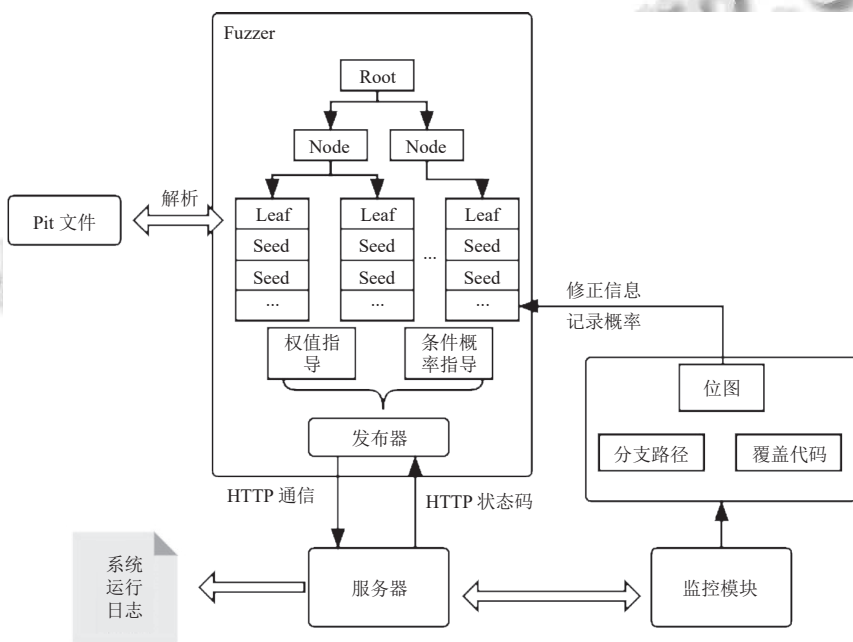 Fuzzer
Root
Node
Node
解析
Pit 文件
Leaf
Leaf
Leaf
Seed
Seed
...
Seed
Seed
Seed
Seed
...
...
...
修正信息
记录概率
权值指
导
条件概
率指导
位图
发布器
分支路径
覆盖代码
HTTP 通信
HTTP 状态码
系统
运行
日志
服务器
监控模块